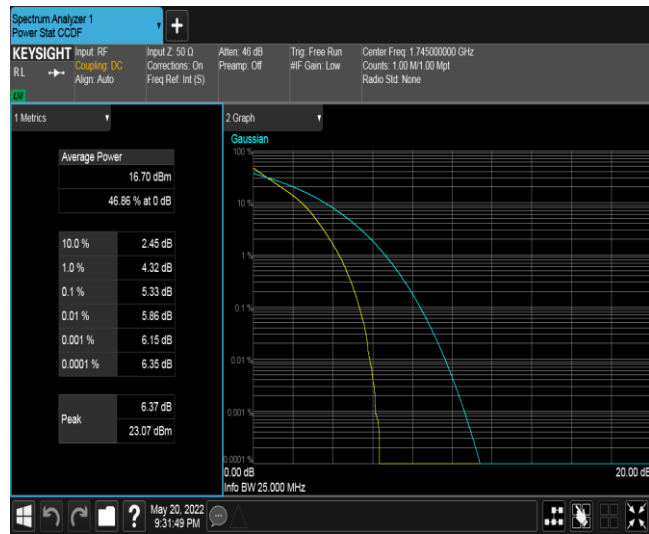 Spectrum Analyzer 1
Power Stat CCDF
KEYSIGHT
Input: RF
Coupling: DC
Align: Auto
Input Z: 50 Ω
Corrections: On
Freq Ref: Int (S)
Atten: 46 dB
Preamp: Off
Trig: Free Run
#IF Gain: Low
Center Freq: 1.745000000 GHz
Counts: 1.00 M/1.00 Mpt
Radio Std: None
RL
1 Metrics
Average Power
16.70 dBm
46.86 % at 0 dB
10.0 % 2.45 dB
1.0 % 4.32 dB
0.1 % 5.33 dB
0.01 % 5.86 dB
0.001 % 6.15 dB
0.0001 % 6.35 dB
Peak
6.37 dB
23.07 dBm
2 Graph
Gaussian
100 %
10 %
1 %
0.1 %
0.01 %
0.001 %
0.0001 %
0.00 dB
20.00 dB
Info BW 25.000 MHz
May 20, 2022
9:31:49 PM